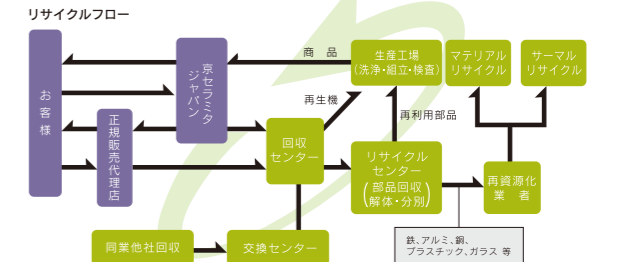 リサイクルフロー
お客様
京セラミタ
ジャパン
正規販売代理店
商 品
生産工場
(洗浄・組立・検査)
マテリアル
リサイクル
サーマル
リサイクル
再生機
再利用部品
回収
センター
リサイクル
センター
(部品回収
解体・分別)
再資源化
業 者
鉄、アルミ、銅、
プラスチック、ガラス 等
同業他社回収
交換センター